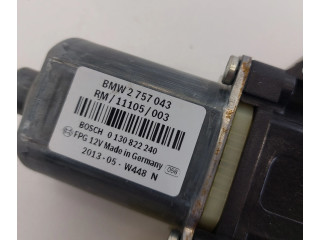 BMW 2 757 043
RM/11105/003
BOSCH 0 130 822 240
FPG 12V Made in Germany
2013-05- W448 N